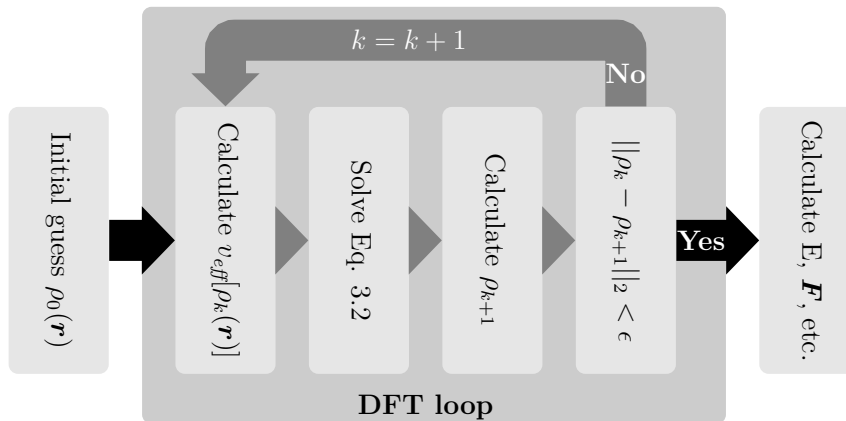 k = k + 1
No
Initial guess ρ₀(r)
Calculate v_eff[ρ_k(r)]
Solve Eq. 3.2
Calculate ρ_{k+1}
||ρ_k − ρ_{k+1}||₂ < ϵ
Yes
Calculate E, F, etc.
DFT loop